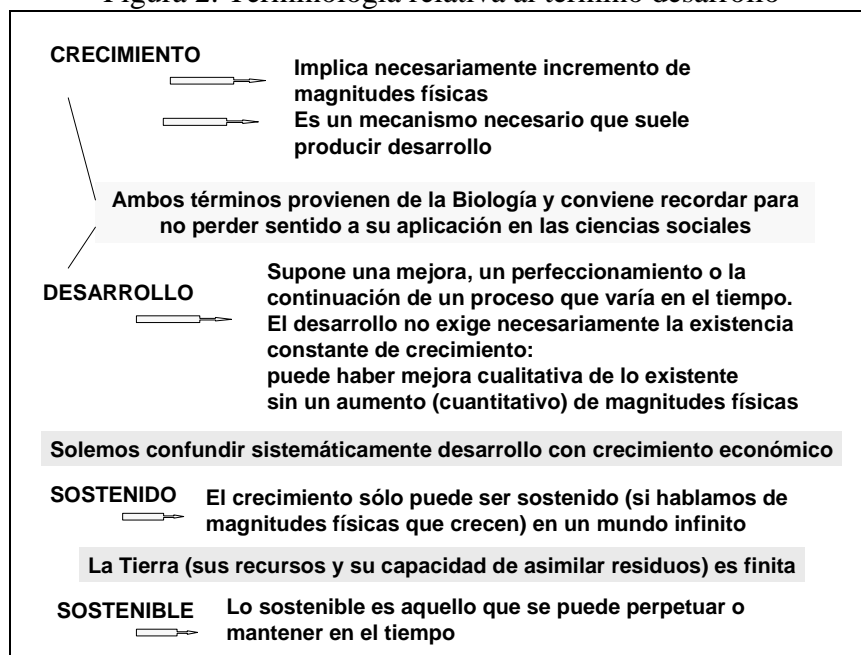 Figura 2. Terminología relativa al término desarrollo
CRECIMIENTO
Implica necesariamente incremento de
magnitudes físicas
Es un mecanismo necesario que suele
producir desarrollo
Ambos términos provienen de la Biología y conviene recordar para
no perder sentido a su aplicación en las ciencias sociales
DESARROLLO
Supone una mejora, un perfeccionamiento o la
continuación de un proceso que varía en el tiempo.
El desarrollo no exige necesariamente la existencia
constante de crecimiento:
puede haber mejora cualitativa de lo existente
sin un aumento (cuantitativo) de magnitudes físicas
Solemos confundir sistemáticamente desarrollo con crecimiento económico
SOSTENIDO
El crecimiento sólo puede ser sostenido (si hablamos de
magnitudes físicas que crecen) en un mundo infinito
La Tierra (sus recursos y su capacidad de asimilar residuos) es finita
SOSTENIBLE
Lo sostenible es aquello que se puede perpetuar o
mantener en el tiempo